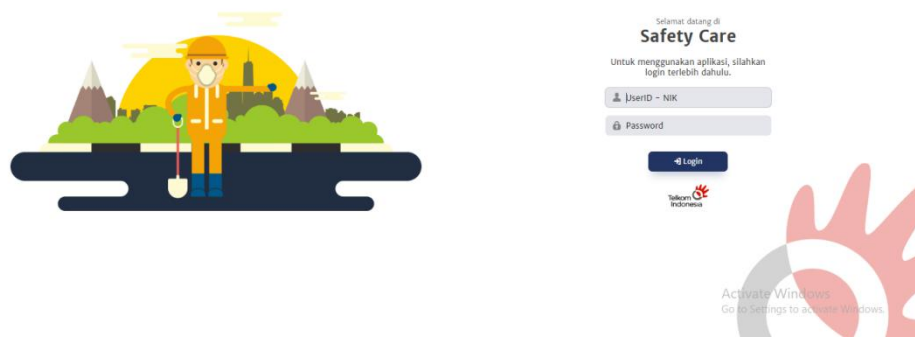 Selamat datang di
Safety Care
Untuk menggunakan aplikasi, silahkan
login terlebih dahulu.
UserID - NIK
Password
Login
Telkom
Indonesia
Activate Windows
Go to Settings to activate Windows.